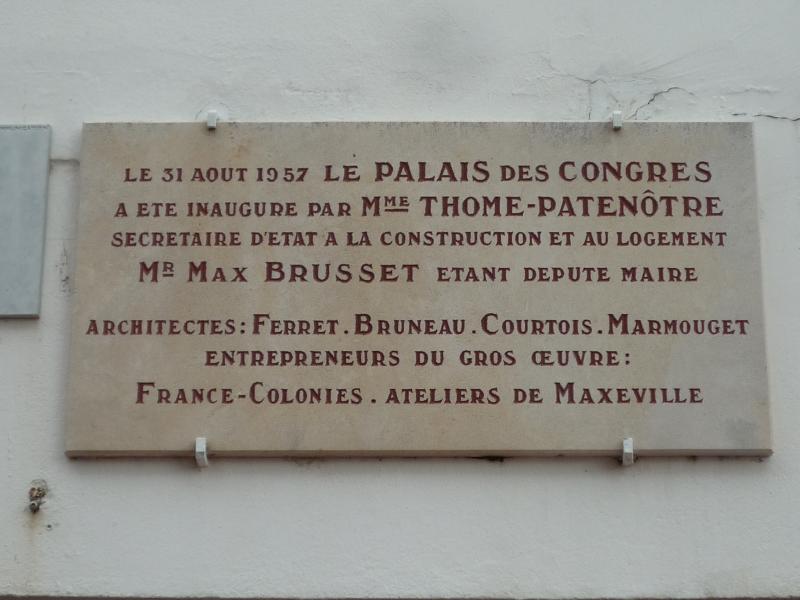 LE 31 AOUT 1957 LE PALAIS DES CONGRES
A ETE INAUGURE PAR MME THOME-PATENÔTRE
SECRETAIRE D'ETAT A LA CONSTRUCTION ET AU LOGEMENT
MR MAX BRUSSET ETANT DEPUTE MAIRE
ARCHITECTES: FERRET. BRUNEAU. COURTOIS. MARMOUGET
ENTREPRENEURS DU GROS ŒUVRE:
FRANCE-COLONIES. ATELIERS DE MAXEVILLE